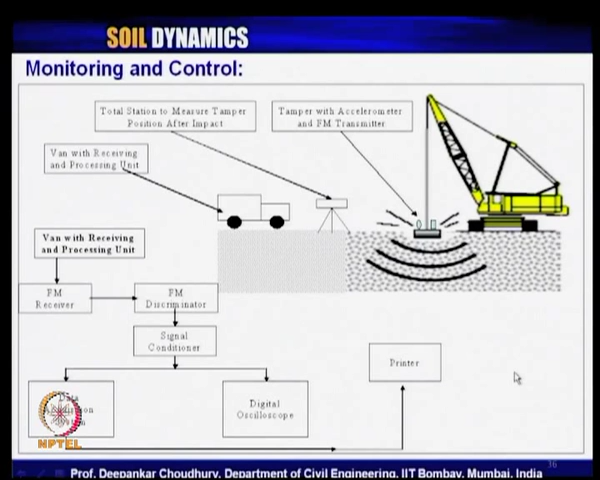 SOIL DYNAMICS
Monitoring and Control:
Total Station to Measure Tamper
Position After Impact
Tamper with Accelerometer
and FM Transmitter
Van with Receiving
and Processing Unit
Van with Receiving
and Processing Unit
FM
Receiver
FM
Discriminator
Signal
Conditioner
Printer
Data
Digital
Oscilloscope
NPTEL
36
Prof. Deepankar Choudhury, Department of Civil Engineering, IIT Bombay, Mumbai, India